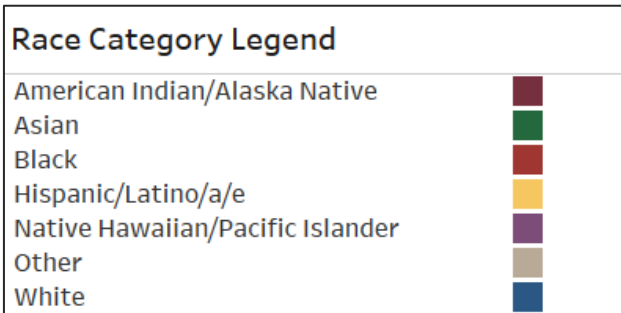 Race Category Legend
American Indian/Alaska Native
Asian
Black
Hispanic/Latino/a/e
Native Hawaiian/Pacific Islander
Other
White